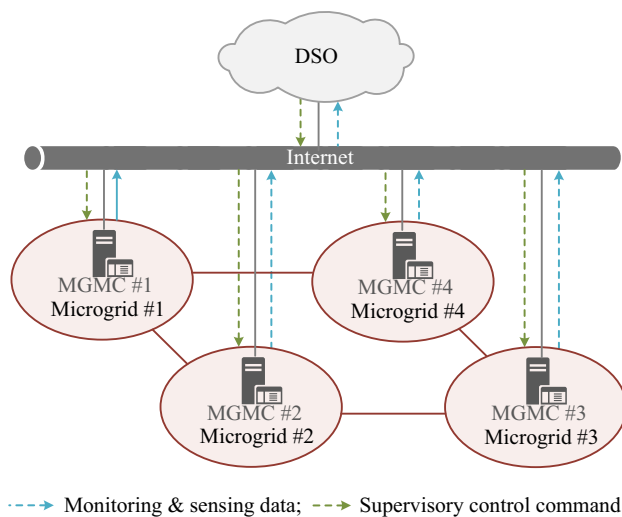 DSO
Internet
MGMC #1
Microgrid #1
MGMC #4
Microgrid #4
MGMC #2
Microgrid #2
MGMC #3
Microgrid #3
Monitoring & sensing data; Supervisory control command